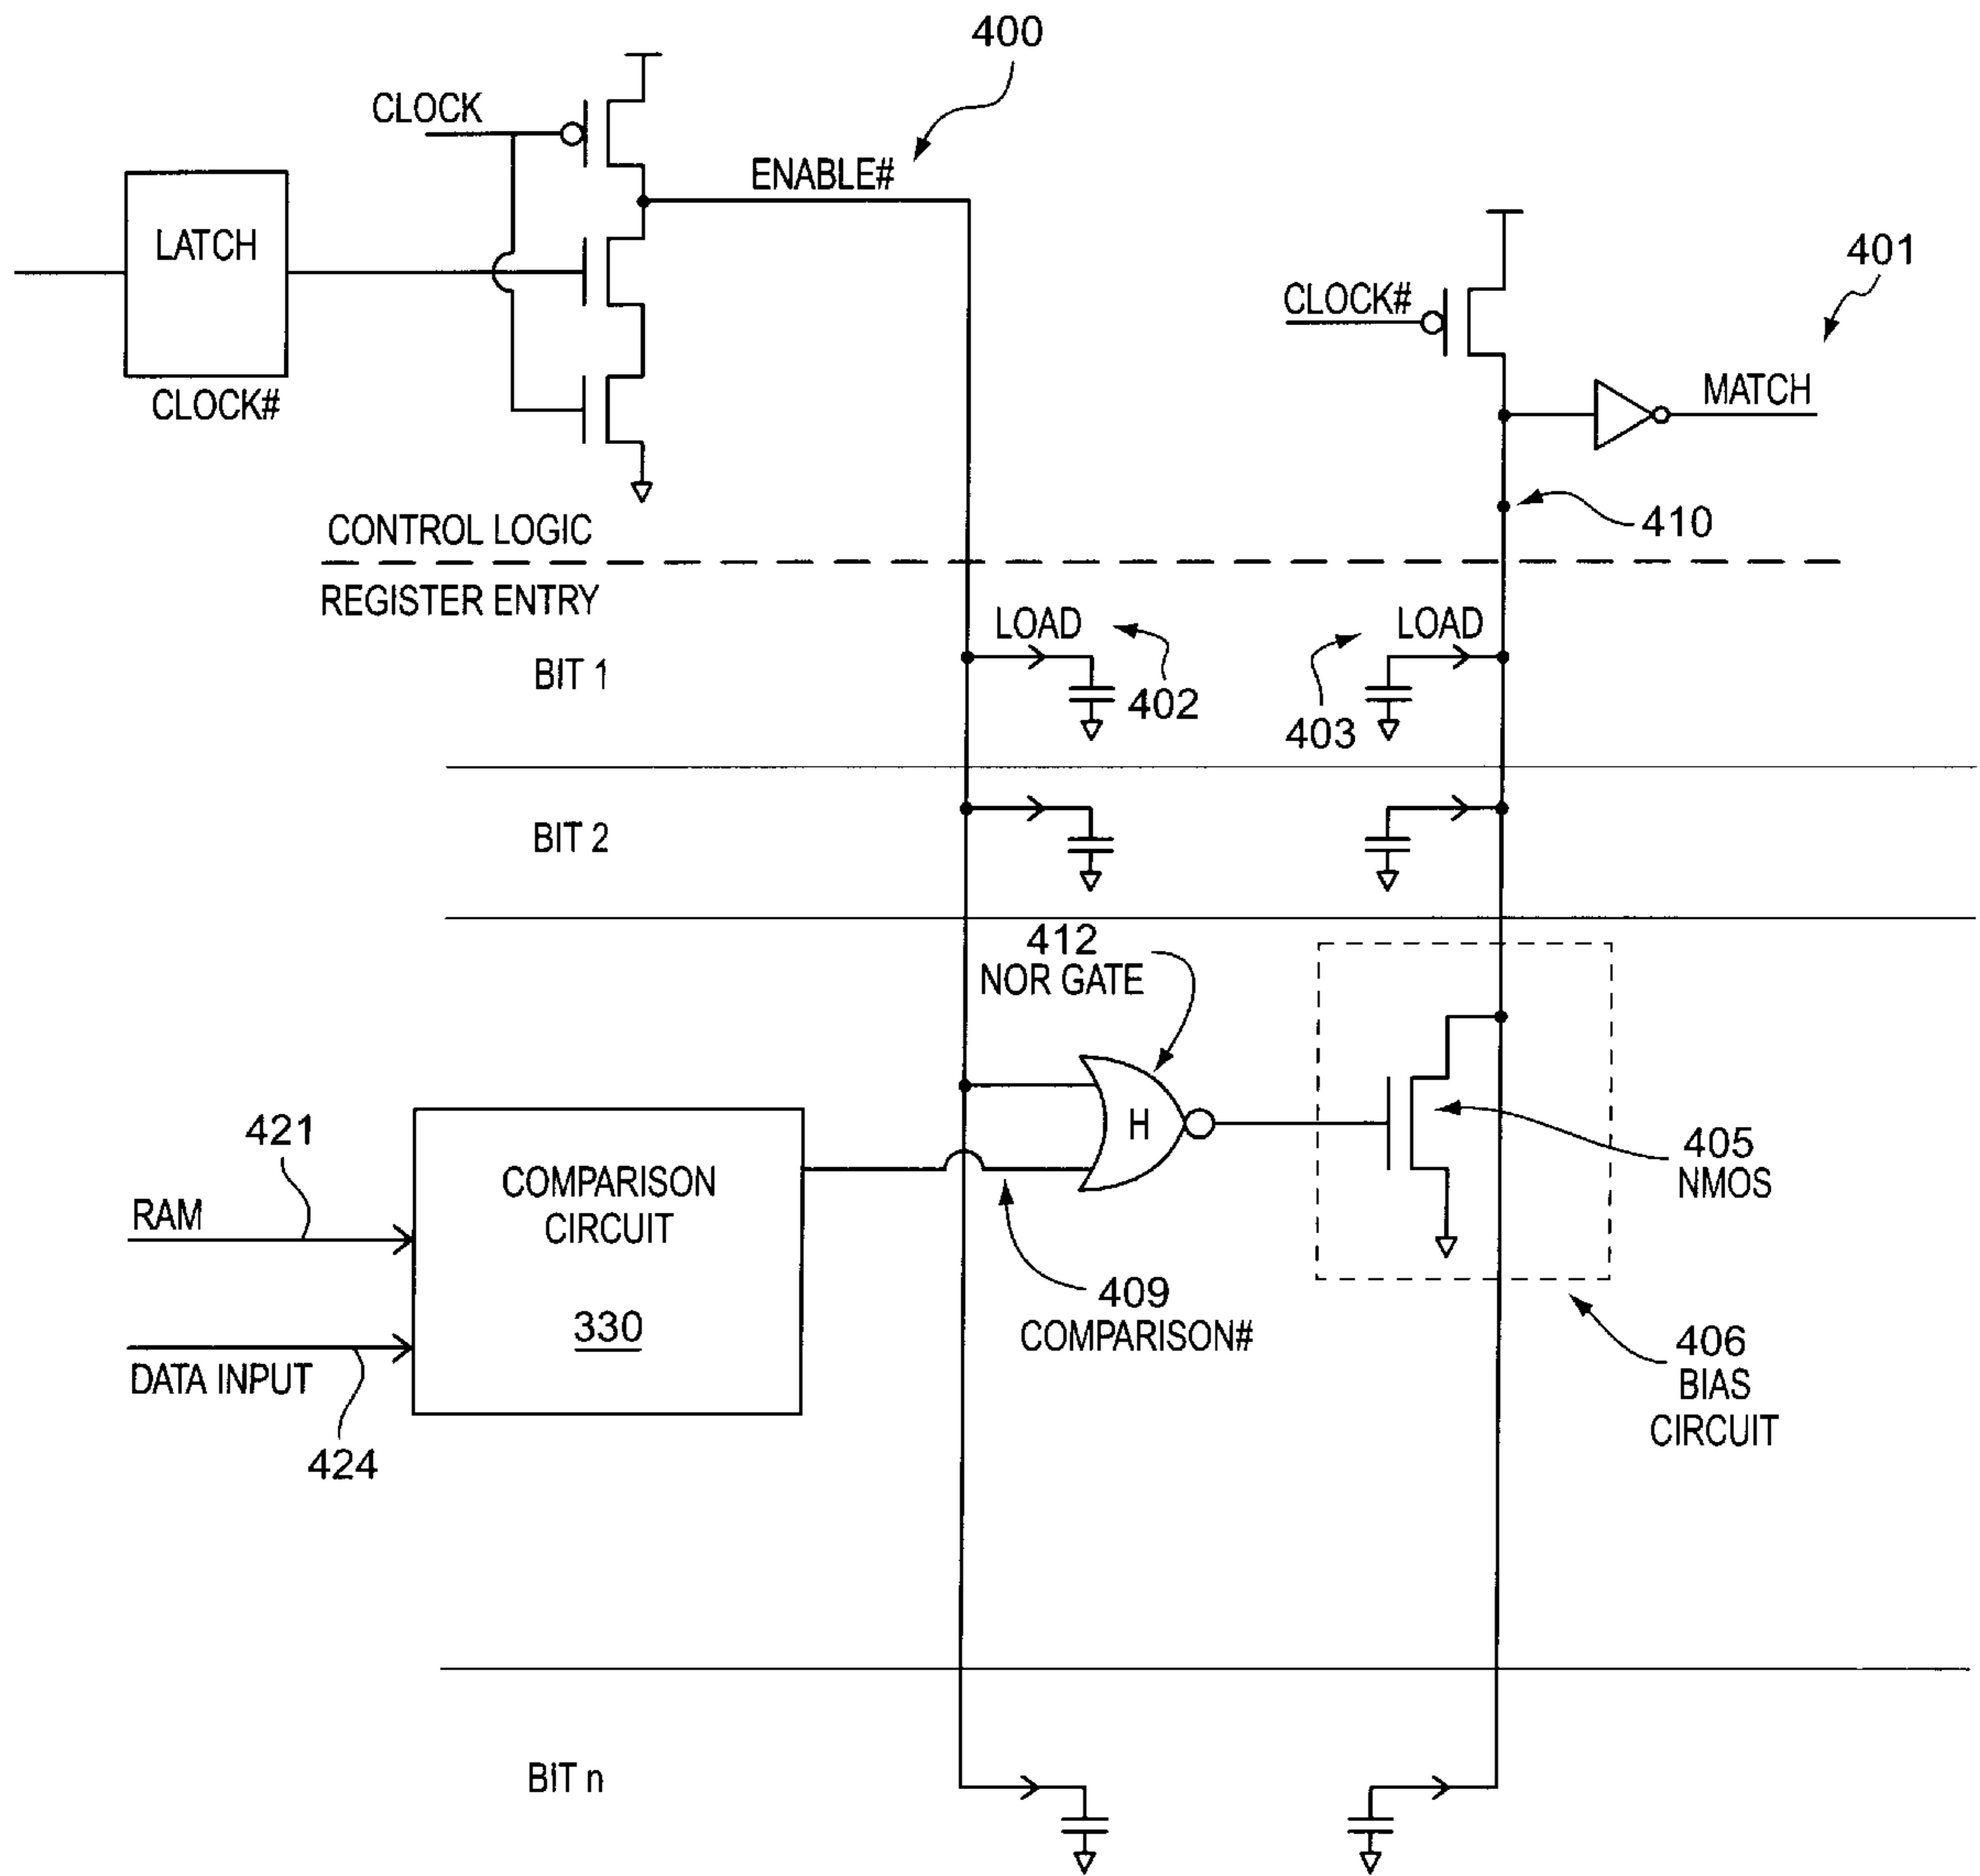 400
CLOCK
ENABLE#
LATCH
401
CLOCK#
CLOCK#
MATCH
410
CONTROL LOGIC
REGISTER ENTRY
LOAD
LOAD
BIT 1
402
403
BIT 2
412
NOR GATE
H
421
405
NMOS
COMPARISON
CIRCUIT
RAM
409
COMPARISON#
330
406
BIAS
CIRCUIT
DATA INPUT
424
BIT n